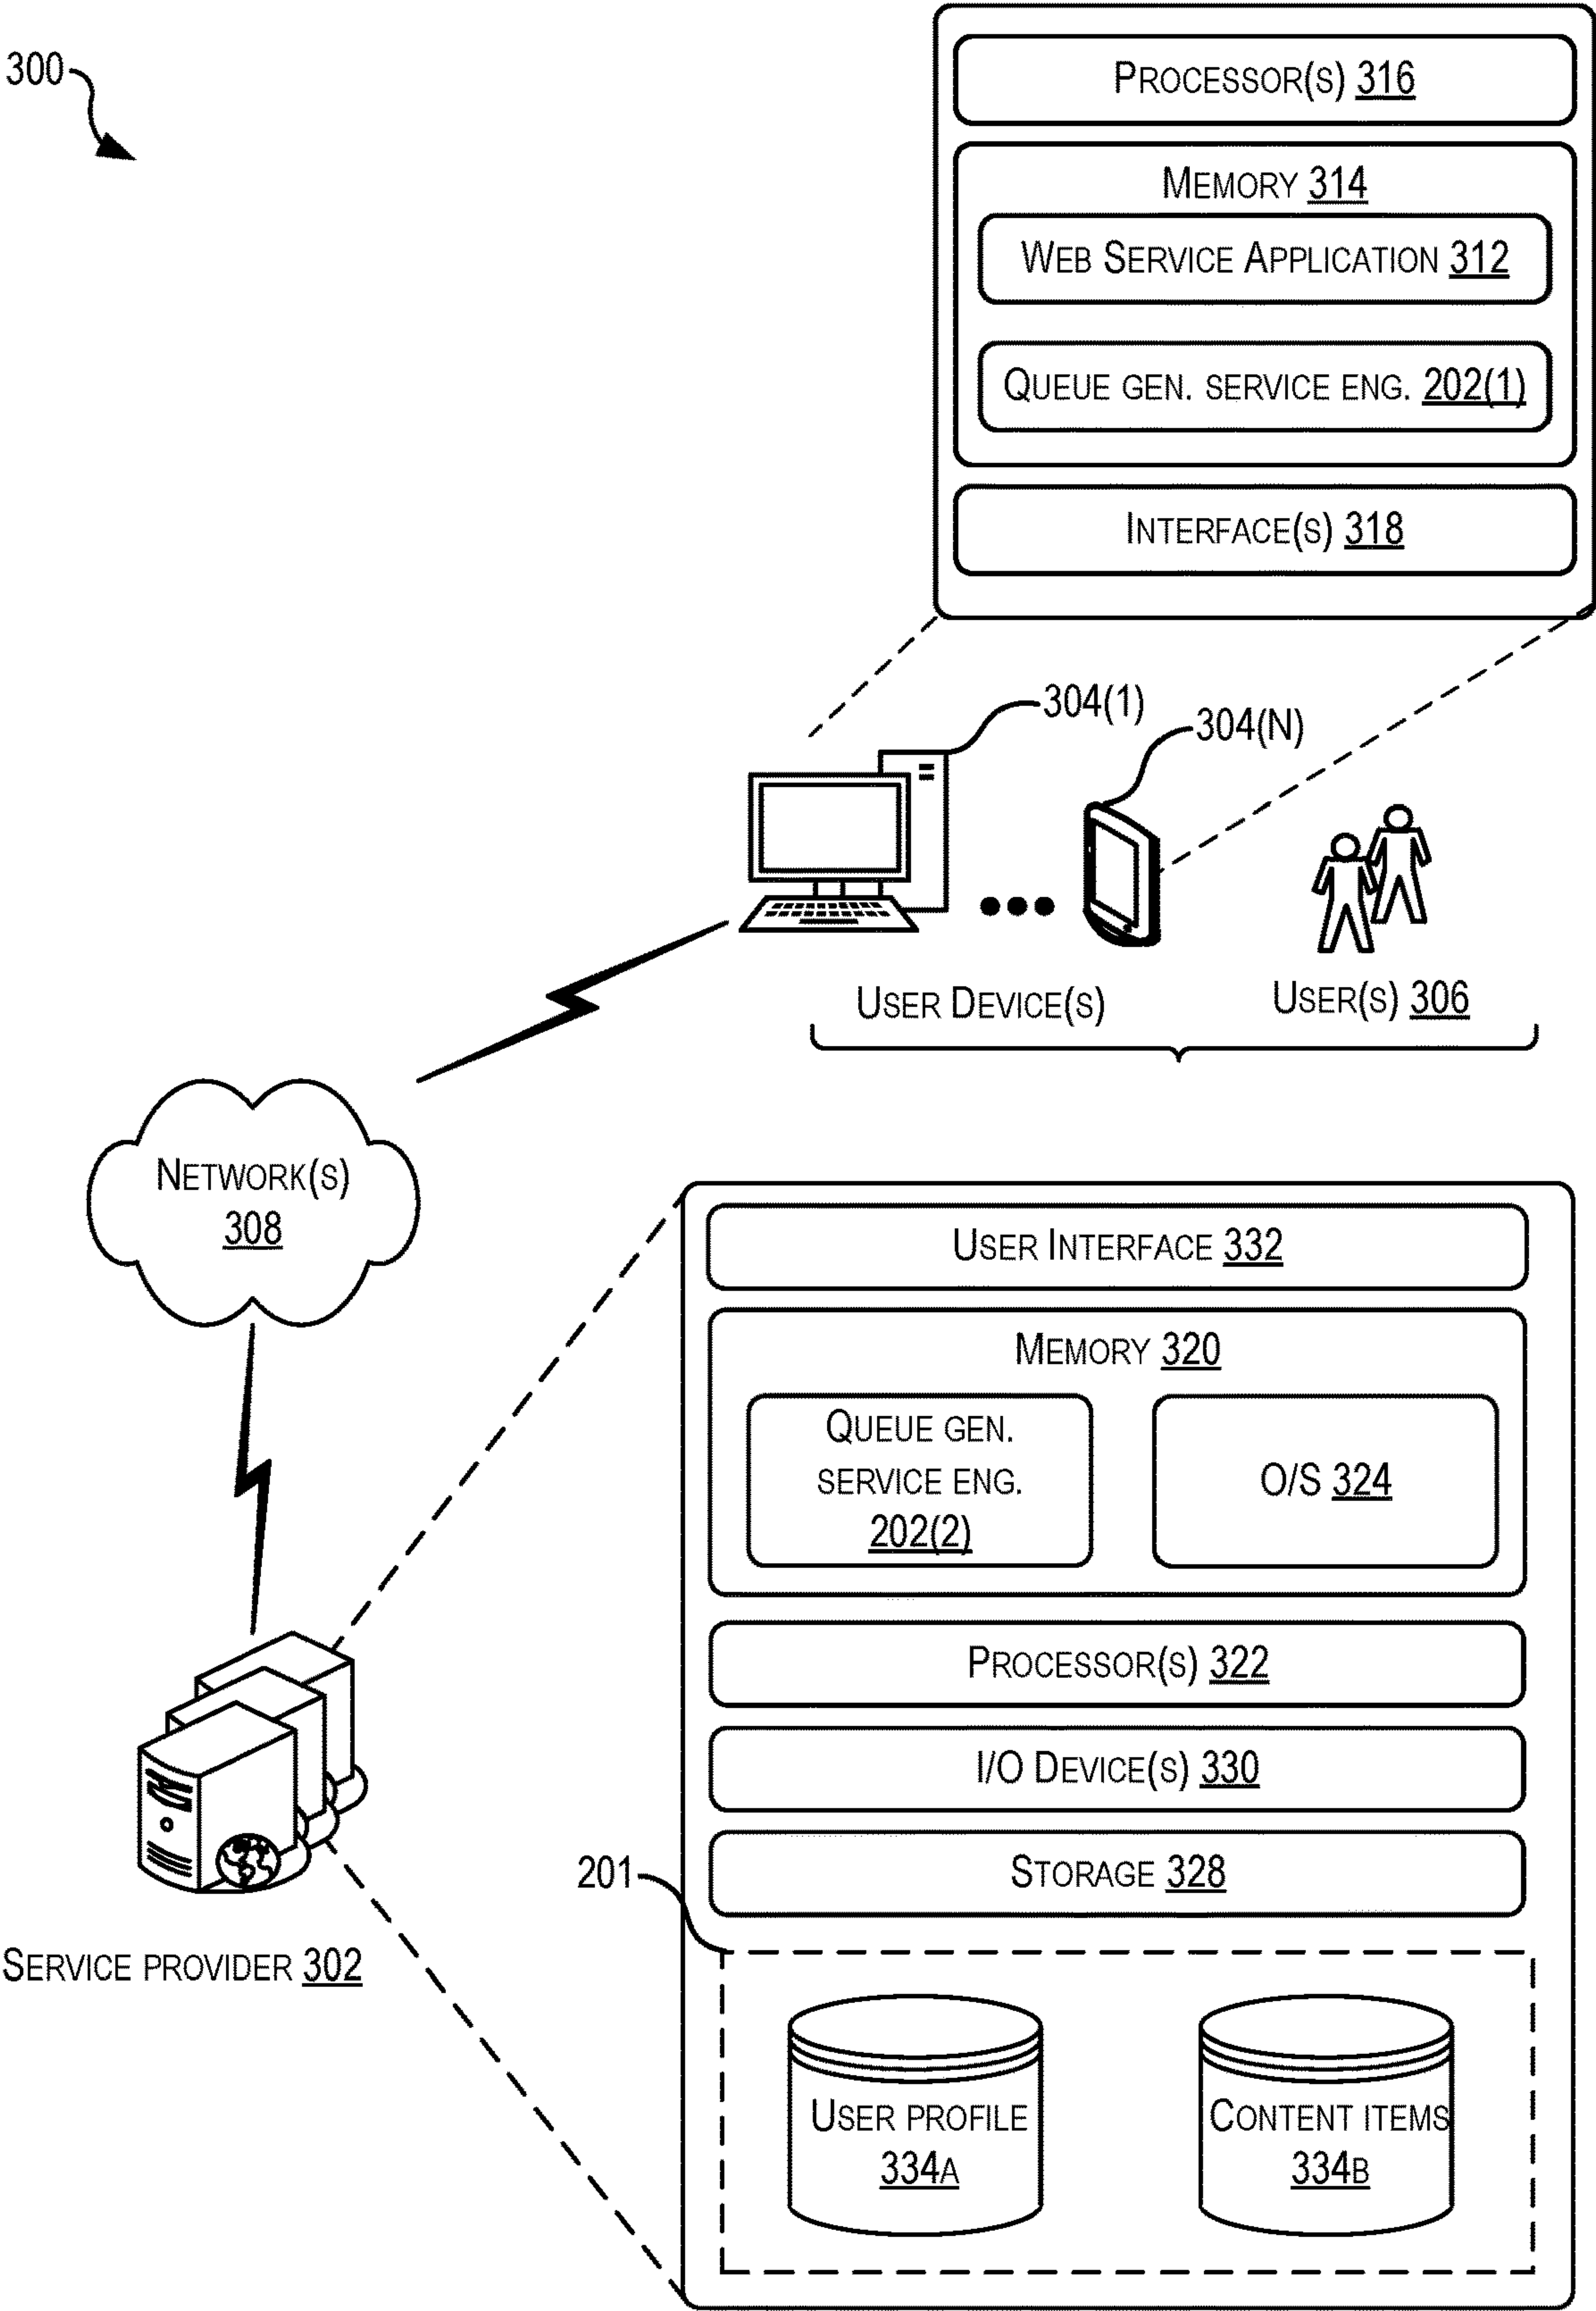 300
PROCESSOR(S) 316
MEMORY 314
WEB SERVICE APPLICATION 312
QUEUE GEN. SERVICE ENG. 202(1)
INTERFACE(S) 318
304(1)
304(N)
USER DEVICE(S)
USER(S) 306
NETWORK(S)
308
USER INTERFACE 332
MEMORY 320
QUEUE GEN.
SERVICE ENG.
202(2)
O/S 324
PROCESSOR(S) 322
I/O DEVICE(S) 330
STORAGE 328
201
SERVICE PROVIDER 302
USER PROFILE
334A
CONTENT ITEMS
334B